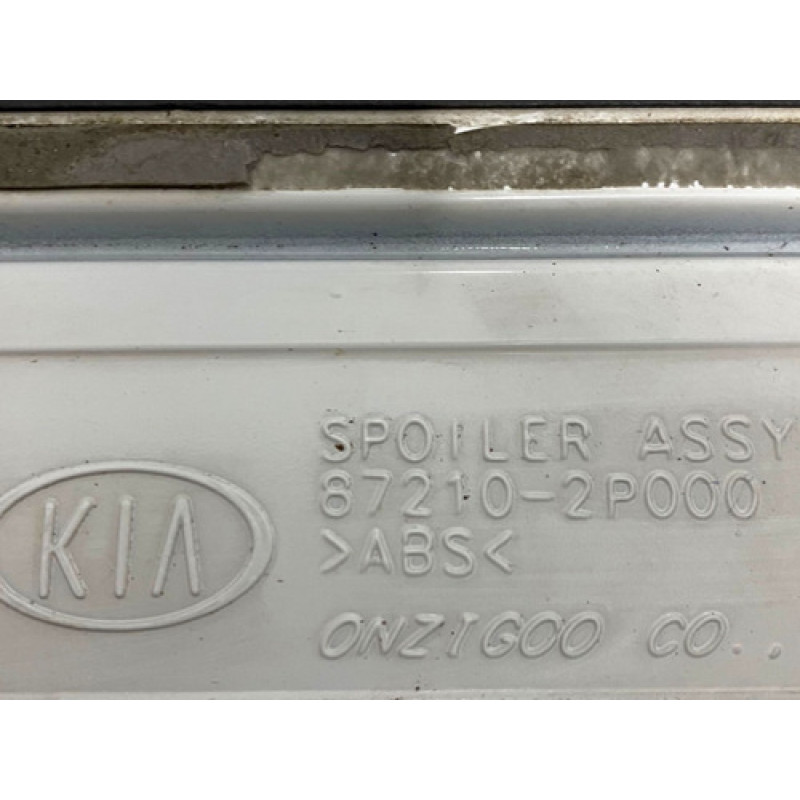 SPOILER ASSY
87210-2P000
KIA
>ABS<
ONZIGOO CO.,